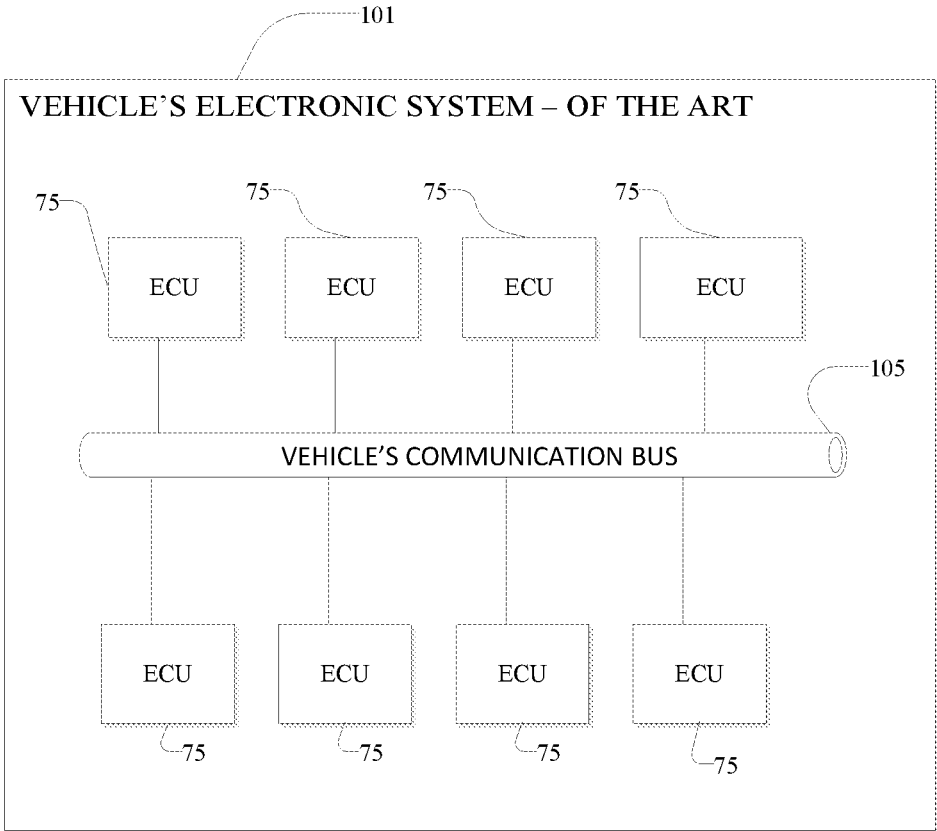 101
VEHICLE'S ELECTRONIC SYSTEM – OF THE ART
75
75
75
75
ECU
ECU
ECU
ECU
105
VEHICLE'S COMMUNICATION BUS
ECU
ECU
ECU
ECU
75
75
75
75